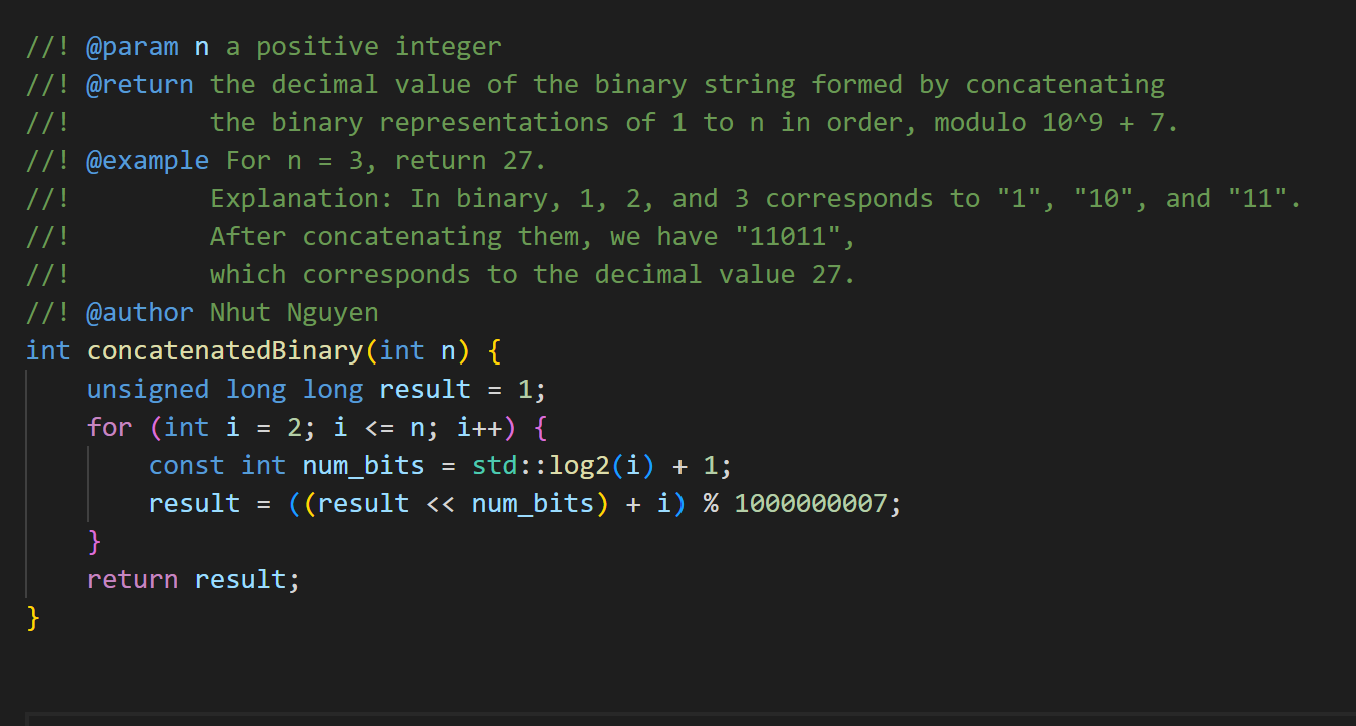 //! @param n a positive integer
//! @return the decimal value of the binary string formed by concatenating
//!         the binary representations of 1 to n in order, modulo 10^9 + 7.
//! @example For n = 3, return 27.
//!         Explanation: In binary, 1, 2, and 3 corresponds to "1", "10", and "11".
//!         After concatenating them, we have "11011",
//!         which corresponds to the decimal value 27.
//! @author Nhut Nguyen
int concatenatedBinary(int n) {
    unsigned long long result = 1;
    for (int i = 2; i <= n; i++) {
        const int num_bits = std::log2(i) + 1;
        result = ((result << num_bits) + i) % 1000000007;
    }
    return result;
}